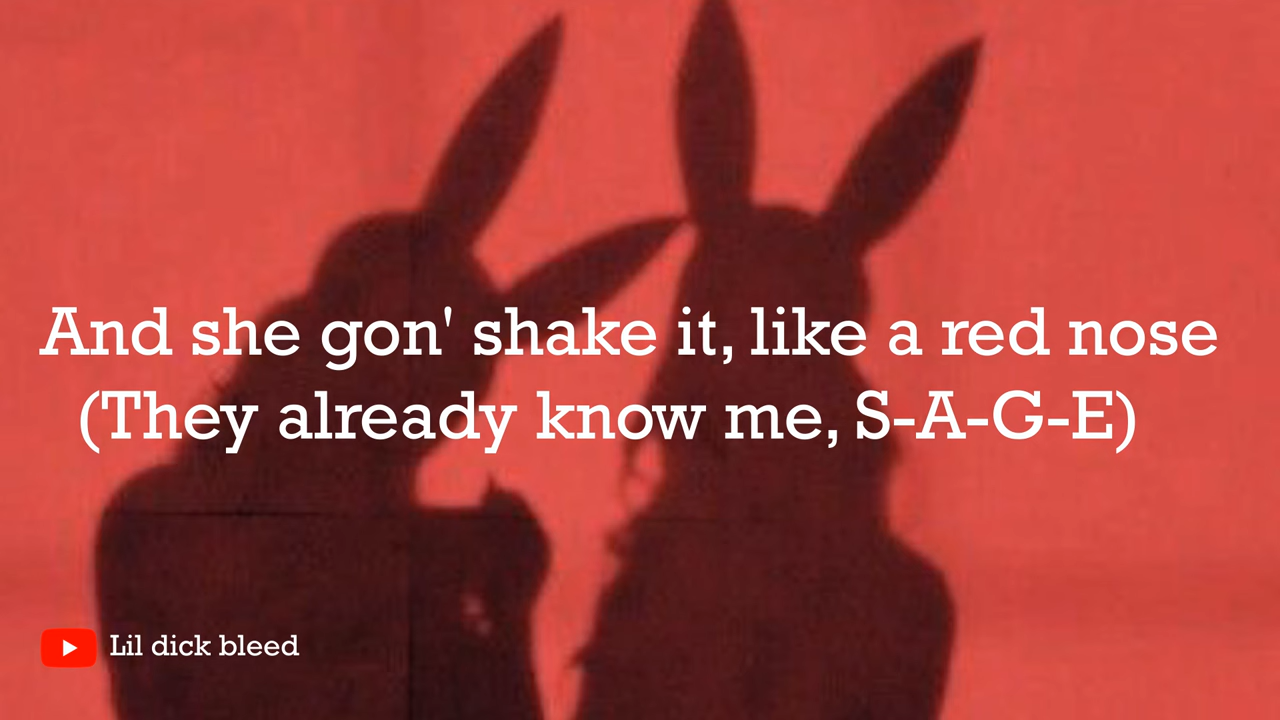 And she gon' shake it, like a red nose
(They already know me, S-A-G-E)
Lil dick bleed